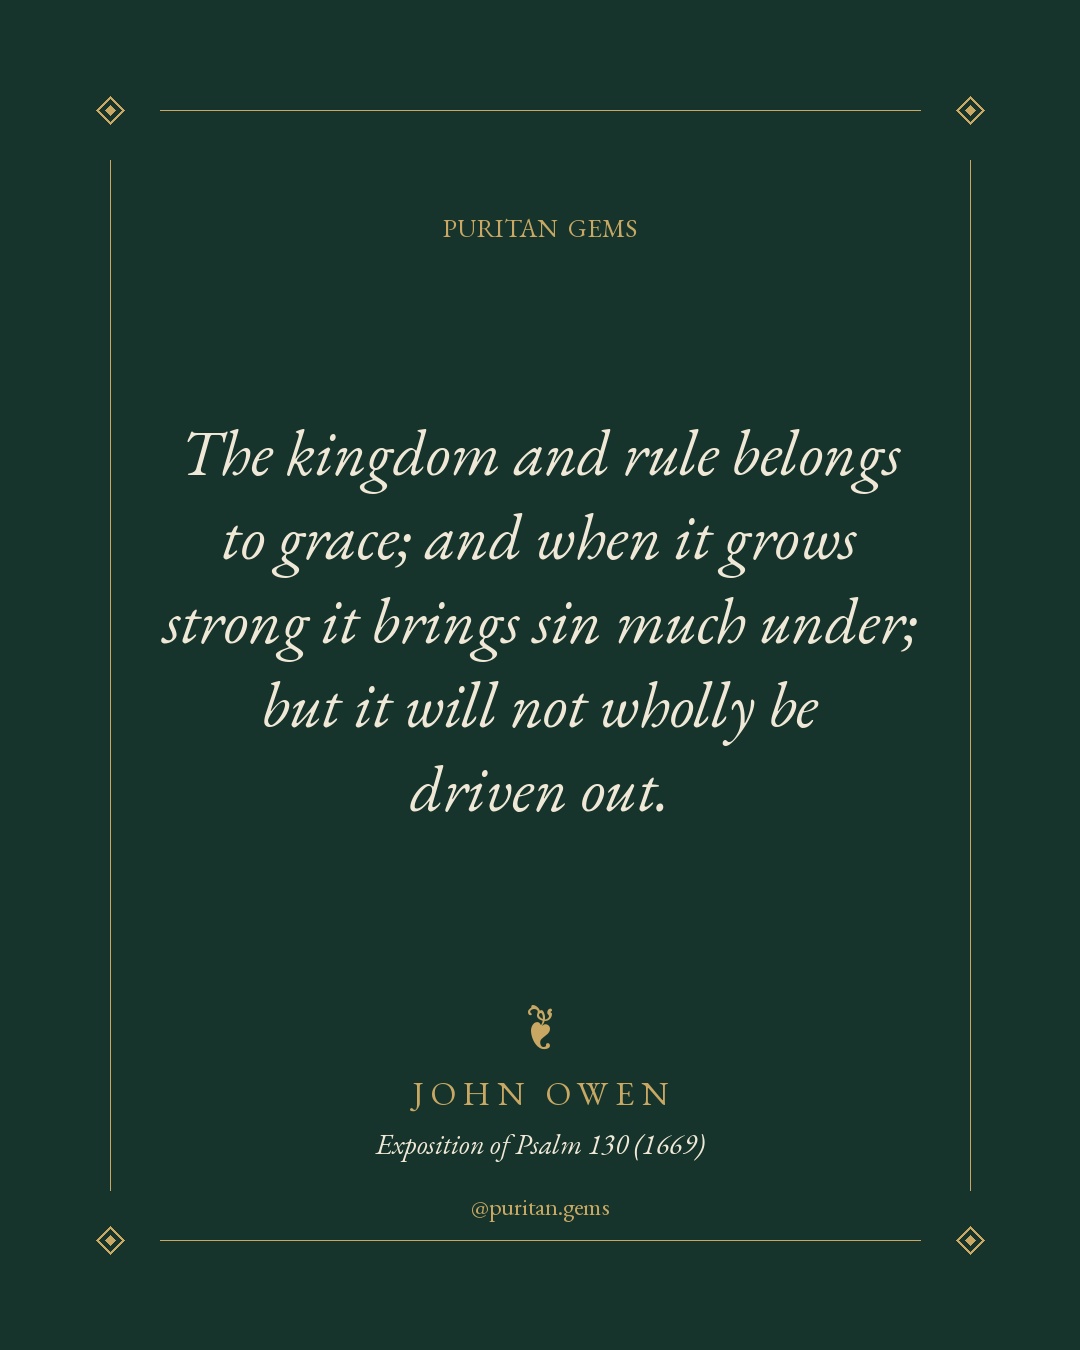 PURITAN GEMS
The kingdom and rule belongs
to grace; and when it grows
strong it brings sin much under;
but it will not wholly be
driven out.
JOHN OWEN
Exposition of Psalm 130 (1669)
@puritan.gems